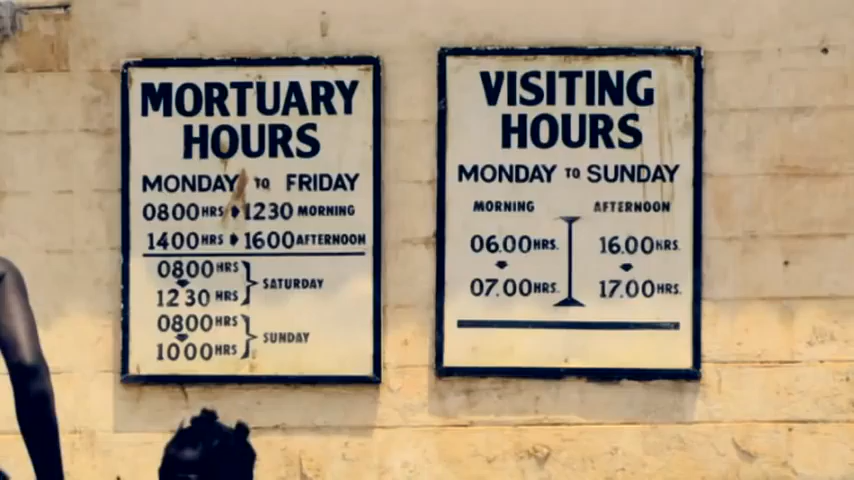 MORTUARY
HOURS
MONDAY TO FRIDAY
0800HRS 1230 MORNING
1400HRS 1600 AFTERNOON
0800HRS
1230 HRS
SATURDAY
0800HRS
1000HRS
SUNDAY
VISITING
HOURS
MONDAY TO SUNDAY
MORNING
06.00HRS.
07.00HRS.
AFTERNOON
16.00HRS.
17.00HRS.